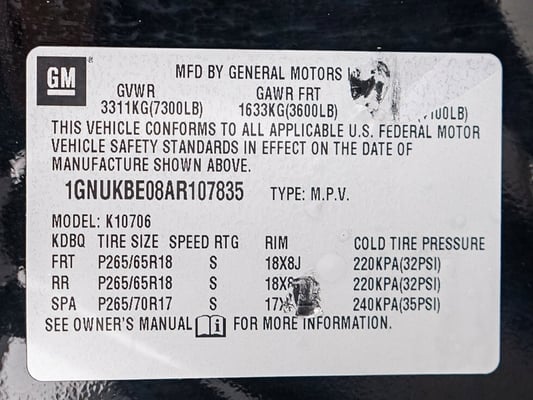 GM
MFD BY GENERAL MOTORS
GVWR GAWR FRT
3311KG(7300LB) 1633KG(3600LB) 100LB)
THIS VEHICLE CONFORMS TO ALL APPLICABLE U.S. FEDERAL MOTOR
VEHICLE SAFETY STANDARDS IN EFFECT ON THE DATE OF
MANUFACTURE SHOWN ABOVE.
1GNUKBE08AR107835 TYPE: M.P.V.
MODEL: K10706
KDBQ TIRE SIZE SPEED RTG RIM COLD TIRE PRESSURE
FRT P265/65R18 S 18X8J 220KPA(32PSI)
RR P265/65R18 S 18X8 220KPA(32PSI)
SPA P265/70R17 S 17X 240KPA(35PSI)
SEE OWNER'S MANUAL FOR MORE INFORMATION.